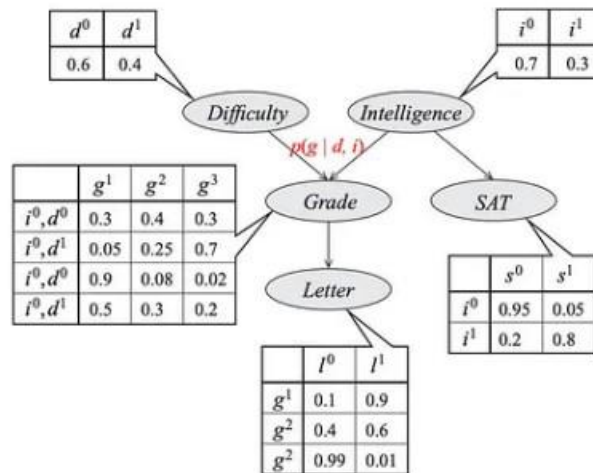 d⁰ d¹
0.6 0.4
i⁰ i¹
0.7 0.3
Difficulty
Intelligence
p(g | d, i)
g¹ g² g³
i⁰,d⁰ 0.3 0.4 0.3
i⁰,d¹ 0.05 0.25 0.7
i⁰,d⁰ 0.9 0.08 0.02
i⁰,d¹ 0.5 0.3 0.2
Grade
SAT
s⁰ s¹
i⁰ 0.95 0.05
i¹ 0.2 0.8
Letter
l⁰ l¹
g¹ 0.1 0.9
g² 0.4 0.6
g² 0.99 0.01